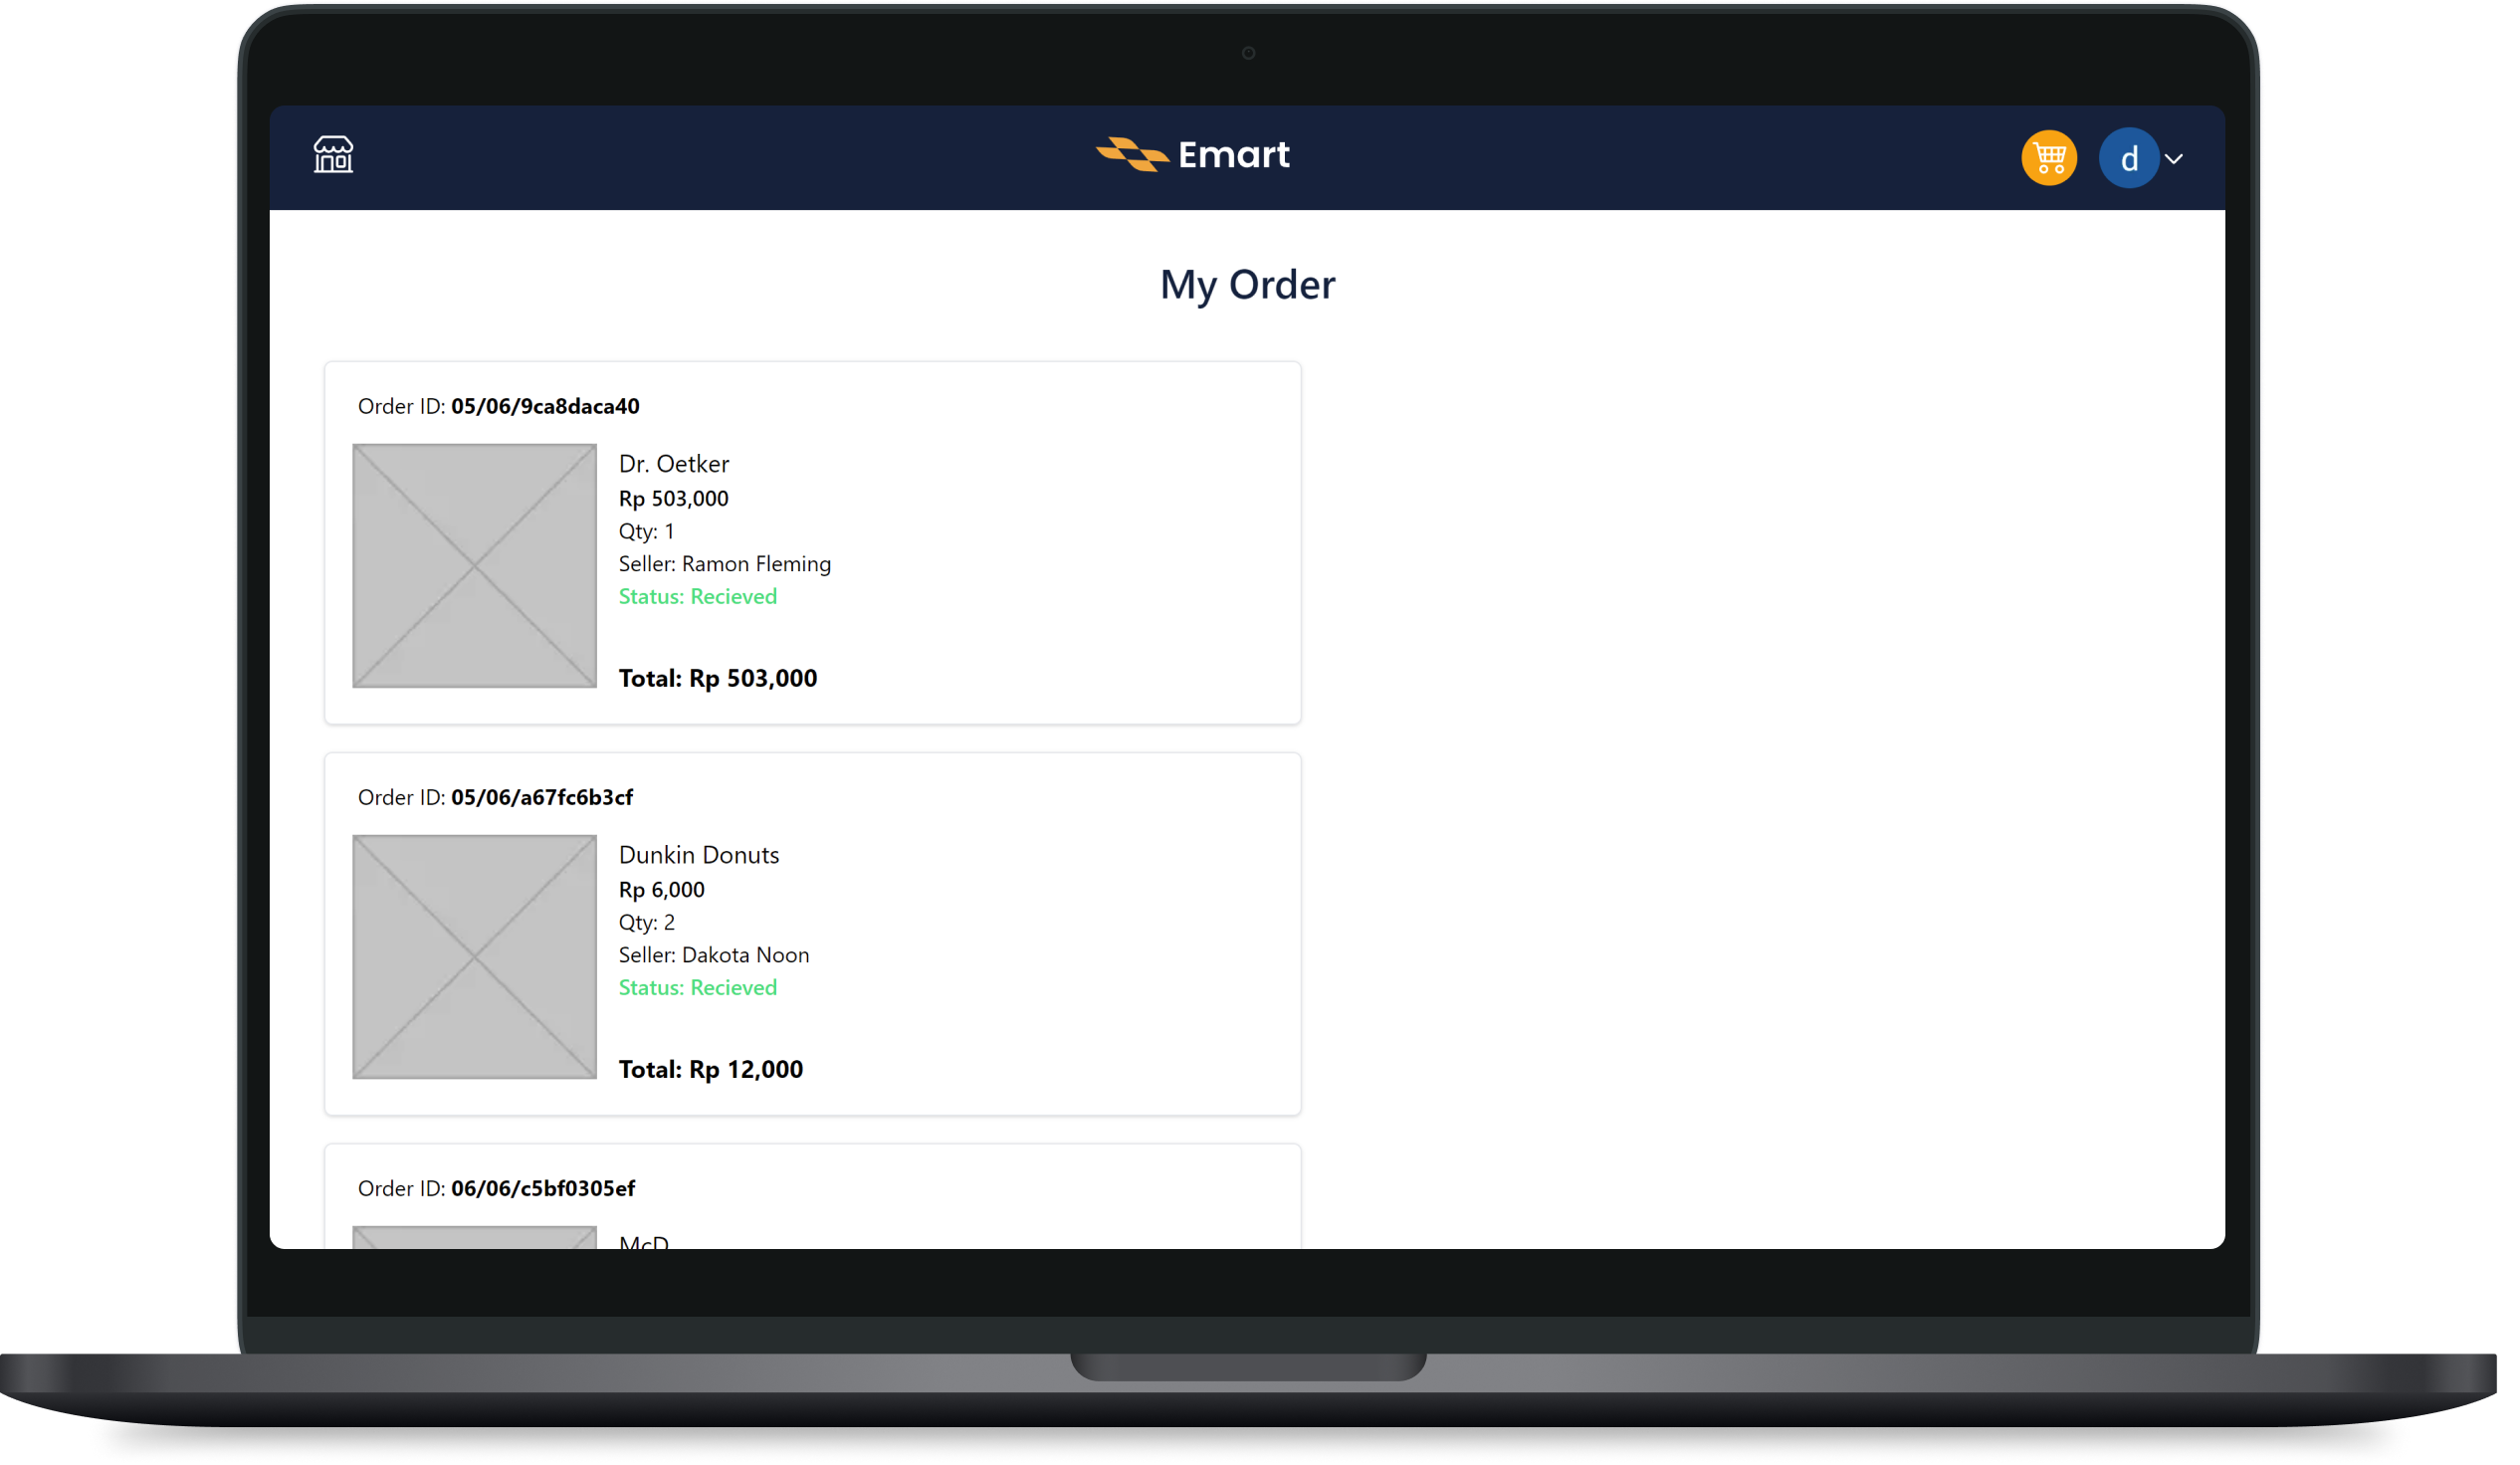 Emart
d
My Order
Order ID: 05/06/9ca8daca40
Dr. Oetker
Rp 503,000
Qty: 1
Seller: Ramon Fleming
Status: Recieved
Total: Rp 503,000
Order ID: 05/06/a67fc6b3cf
Dunkin Donuts
Rp 6,000
Qty: 2
Seller: Dakota Noon
Status: Recieved
Total: Rp 12,000
Order ID: 06/06/c5bf0305ef
McD